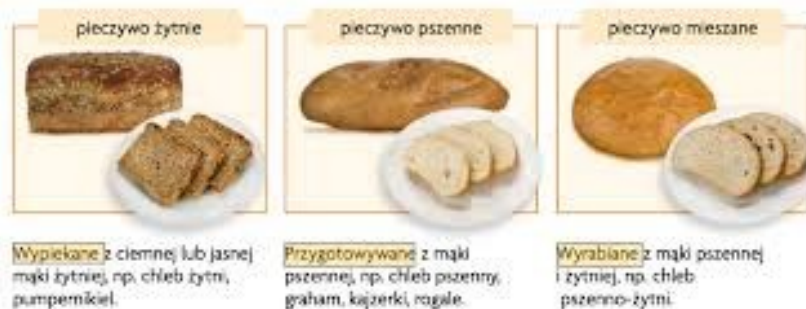 pieczywo żytnie
Wypiekane z ciemnej lub jasnej
mąki żytniej, np. chleb żytni,
pumpernikiel.
pieczywo pszenne
Przygotowywane z mąki
pszennej, np. chleb pszenny,
graham, kajzerki, rogale.
pieczywo mieszane
Wyrabiane z mąki pszennej
i żytniej, np. chleb
pszenno-żytni.